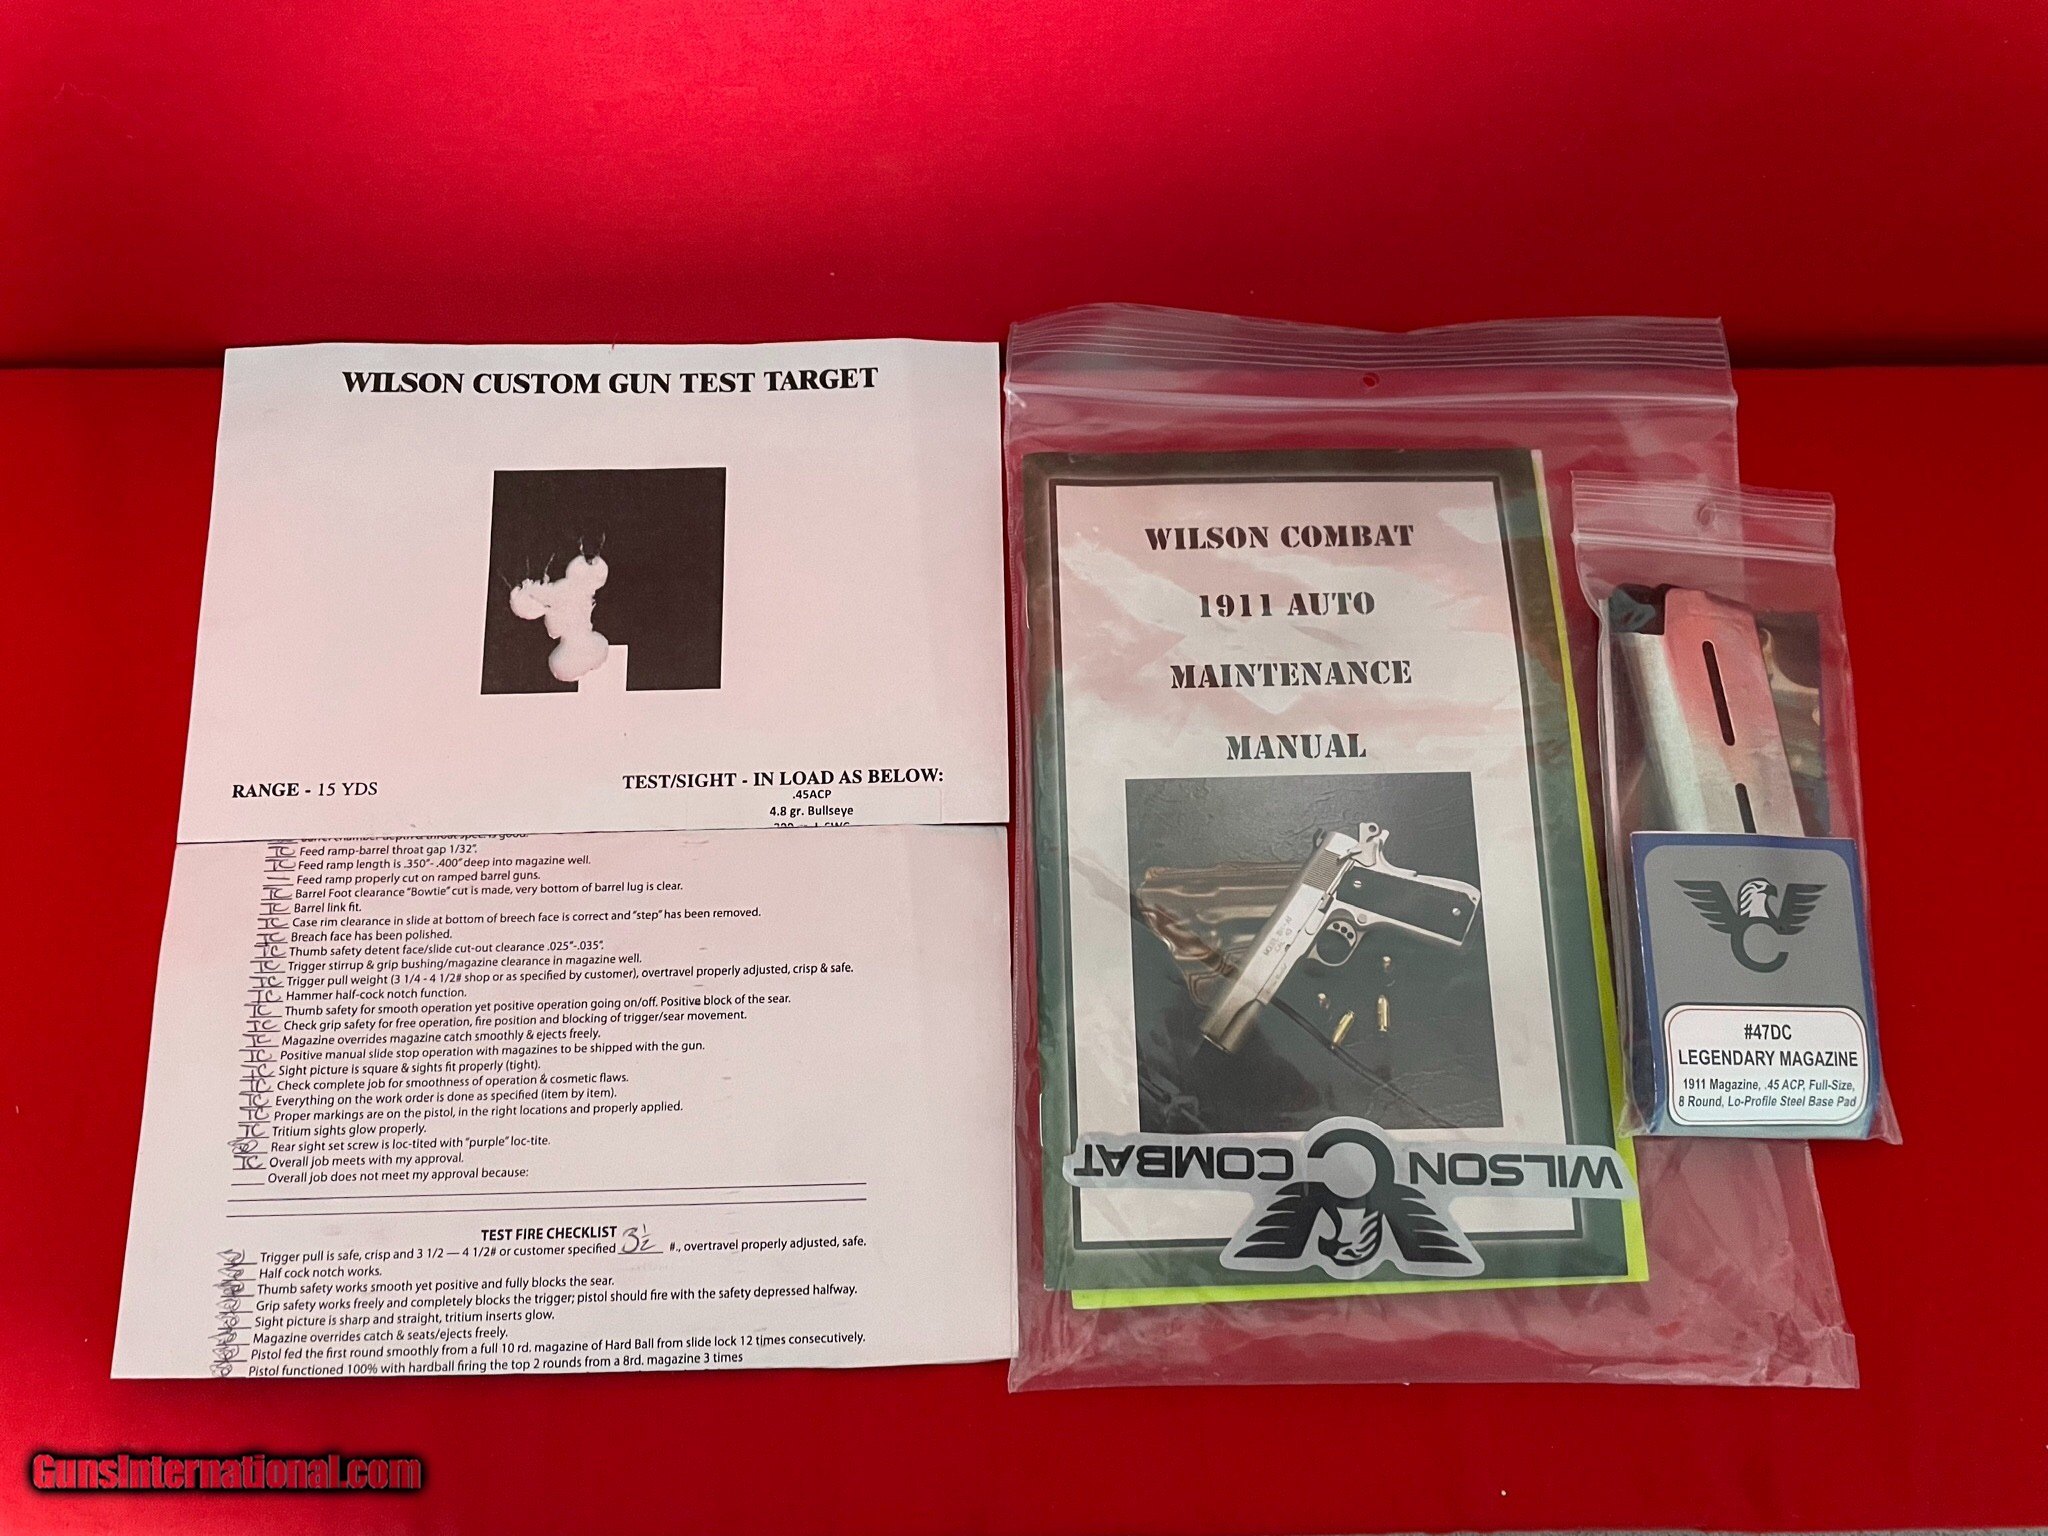 WILSON CUSTOM GUN TEST TARGET
RANGE - 15 YDS
TEST/SIGHT - IN LOAD AS BELOW:
.45ACP
4.8 gr. Bullseye
TC Feed ramp-barrel throat gap 1/32".
TC Feed ramp length is .350"- .400" deep into magazine well.
Feed ramp properly cut on ramped barrel guns.
TC Barrel Foot clearance "Bowtie" cut is made, very bottom of barrel lug is clear.
TC Barrel link fit.
TC Case rim clearance in slide at bottom of breech face is correct and "step" has been removed.
TC Breach face has been polished.
TC Thumb safety detent face/slide cut-out clearance .025"-.035".
TC Trigger stirrup & grip bushing/magazine clearance in magazine well.
TC Trigger pull weight (3 1/4 - 4 1/2# shop or as specified by customer), overtravel properly adjusted, crisp & safe.
TC Hammer half-cock notch function.
TC Thumb safety for smooth operation yet positive operation going on/off. Positive block of the sear.
TC Check grip safety for free operation, fire position and blocking of trigger/sear movement.
TC Magazine overrides magazine catch smoothly & ejects freely.
TC Positive manual slide stop operation with magazines to be shipped with the gun.
TC Sight picture is square & sights fit properly (tight).
TC Check complete job for smoothness of operation & cosmetic flaws.
TC Everything on the work order is done as specified (item by item).
TC Proper markings are on the pistol, in the right locations and properly applied.
TC Tritium sights glow properly.
Rear sight set screw is loc-tited with "purple" loc-tite.
TC Overall job meets with my approval.
Overall job does not meet my approval because:
TEST FIRE CHECKLIST
Trigger pull is safe, crisp and 3 1/2 — 4 1/2# or customer specified 3½ #., overtravel properly adjusted, safe.
Half cock notch works.
Thumb safety works smooth yet positive and fully blocks the sear.
Grip safety works freely and completely blocks the trigger; pistol should fire with the safety depressed halfway.
Sight picture is sharp and straight, tritium inserts glow.
Magazine overrides catch & seats/ejects freely.
Pistol fed the first round smoothly from a full 10 rd. magazine of Hard Ball from slide lock 12 times consecutively.
Pistol functioned 100% with hardball firing the top 2 rounds from a 8rd. magazine 3 times
WILSON COMBAT
1911 AUTO
MAINTENANCE
MANUAL
WILSON COMBAT
#47DC
LEGENDARY MAGAZINE
1911 Magazine, .45 ACP, Full-Size,
8 Round, Lo-Profile Steel Base Pad
GunsInternational.com